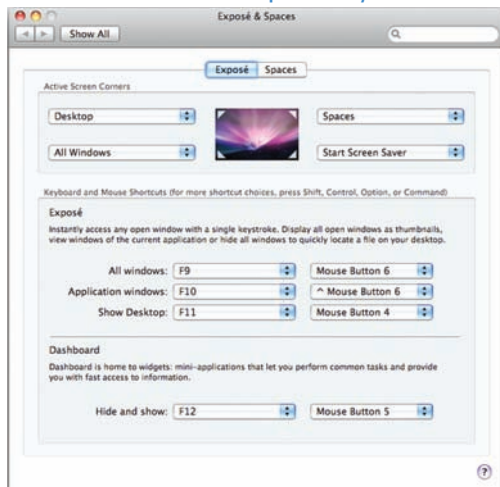 Exposé & Spaces
Show All
Exposé Spaces
Active Screen Corners
Desktop
Spaces
All Windows
Start Screen Saver
Keyboard and Mouse Shortcuts (for more shortcut choices, press Shift, Control, Option, or Command)
Exposé
Instantly access any open window with a single keystroke. Display all open windows as thumbnails,
view windows of the current application or hide all windows to quickly locate a file on your desktop.
All windows: F9 Mouse Button 6
Application windows: F10 ^ Mouse Button 6
Show Desktop: F11 Mouse Button 4
Dashboard
Dashboard is home to widgets: mini-applications that let you perform common tasks and provide
you with fast access to information.
Hide and show: F12 Mouse Button 5
?